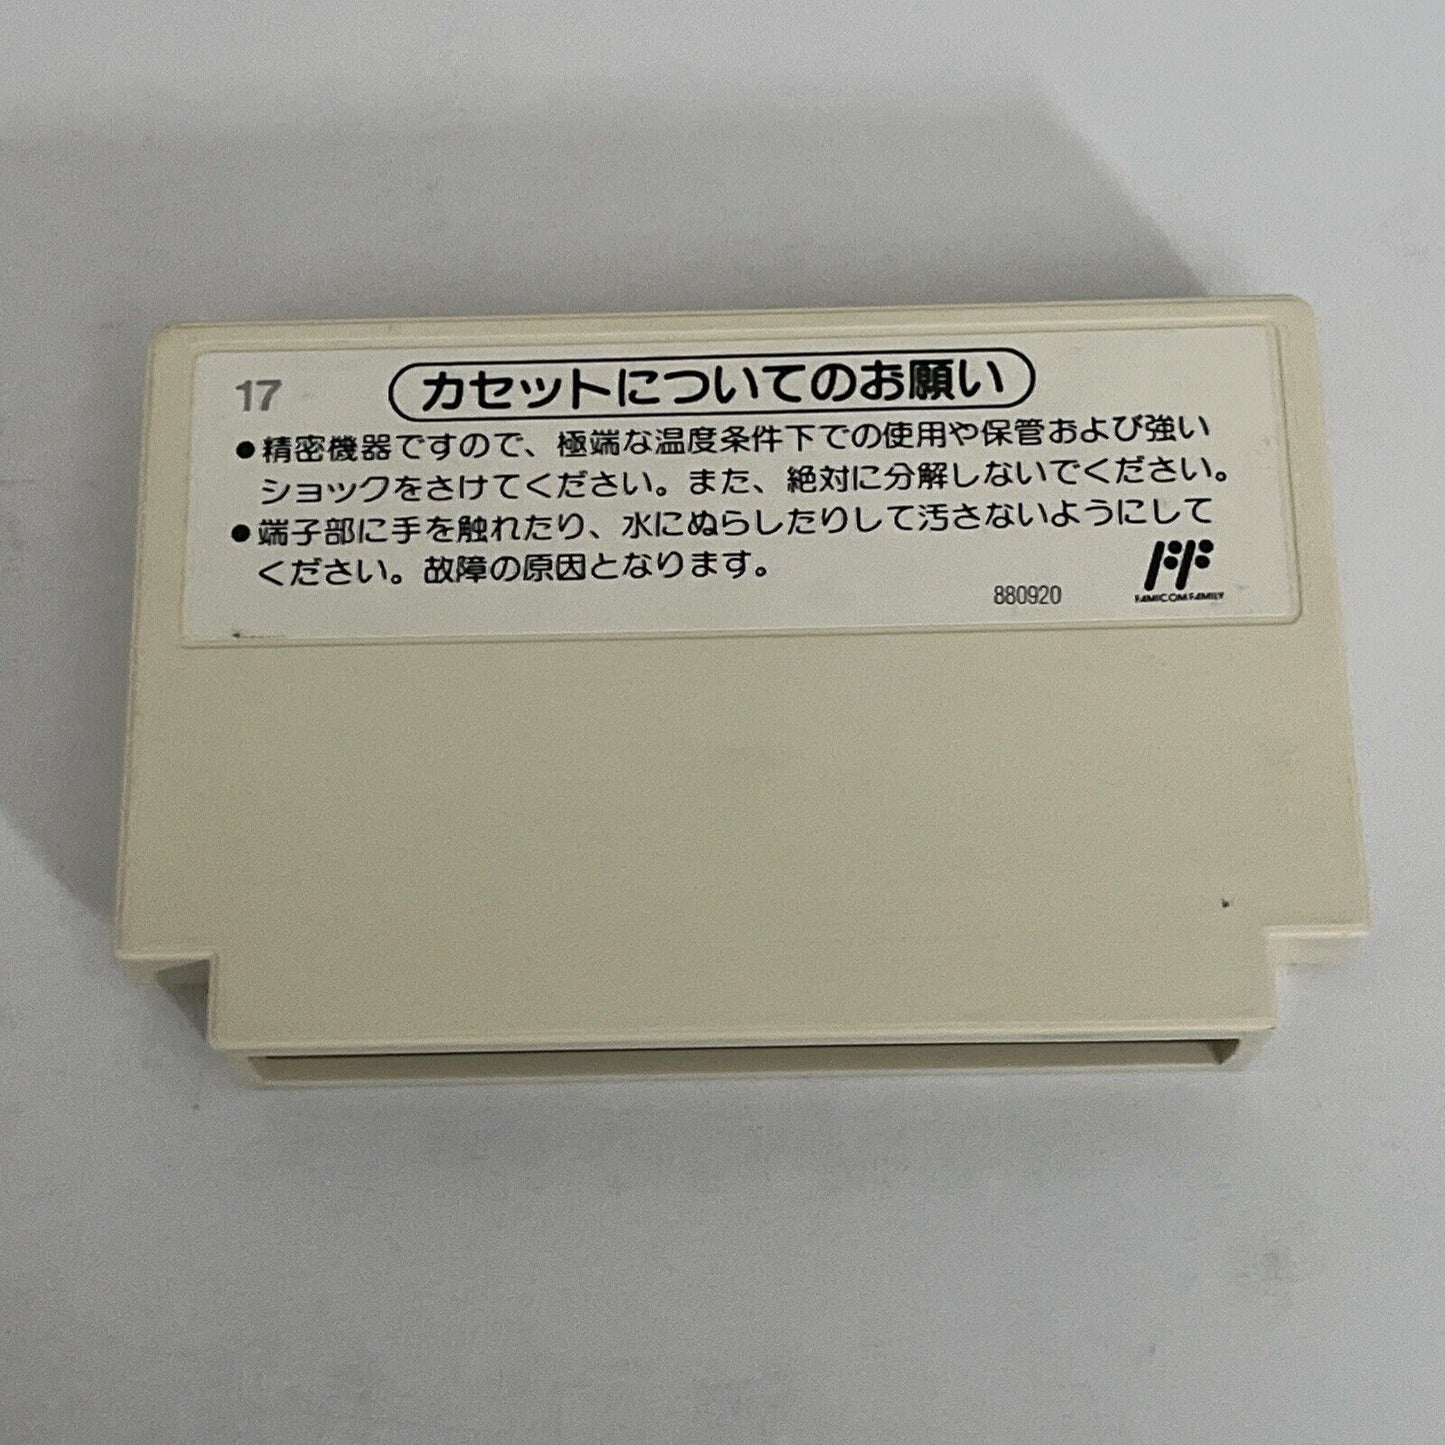 17
カセットについてのお願い
●精密機器ですので、極端な温度条件下での使用や保管および強い
ショックをさけてください。また、絶対に分解しないでください。
●端子部に手を触れたり、水にぬらしたりして汚さないようにして
ください。故障の原因となります。
880920
FF
FAMICOM FAMILY